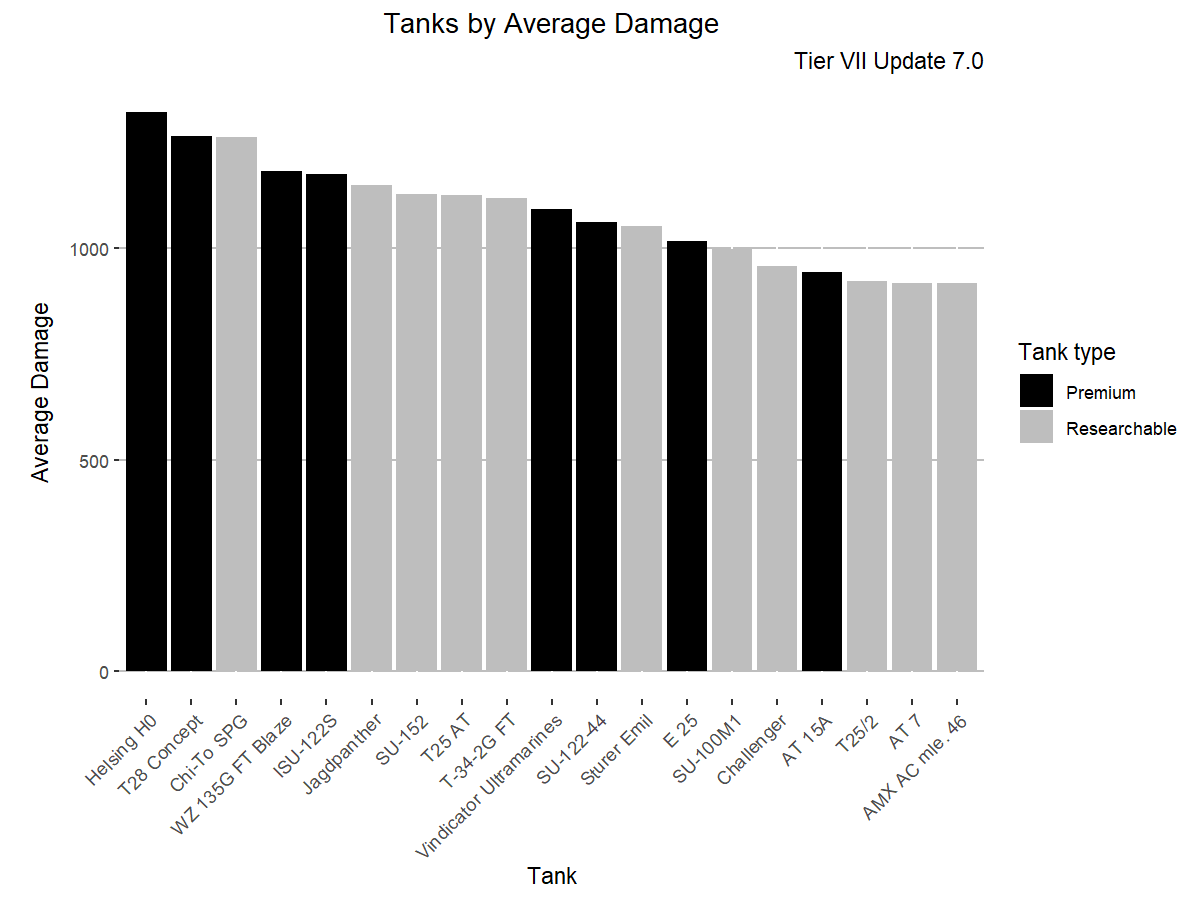 Tanks by Average Damage
Tier VII Update 7.0
Average Damage
1000
500
0
Helsing H0
T28 Concept
Chi-To SPG
WZ 135G FT Blaze
ISU-122S
Jagdpanther
SU-152
T25 AT
T-34-2G FT
Vindicator Ultramarines
SU-122-44
Sturer Emil
E 25
SU-100M1
Challenger
AT 15A
T25/2
AT 7
AMX AC mle. 46
Tank
Tank type
Premium
Researchable